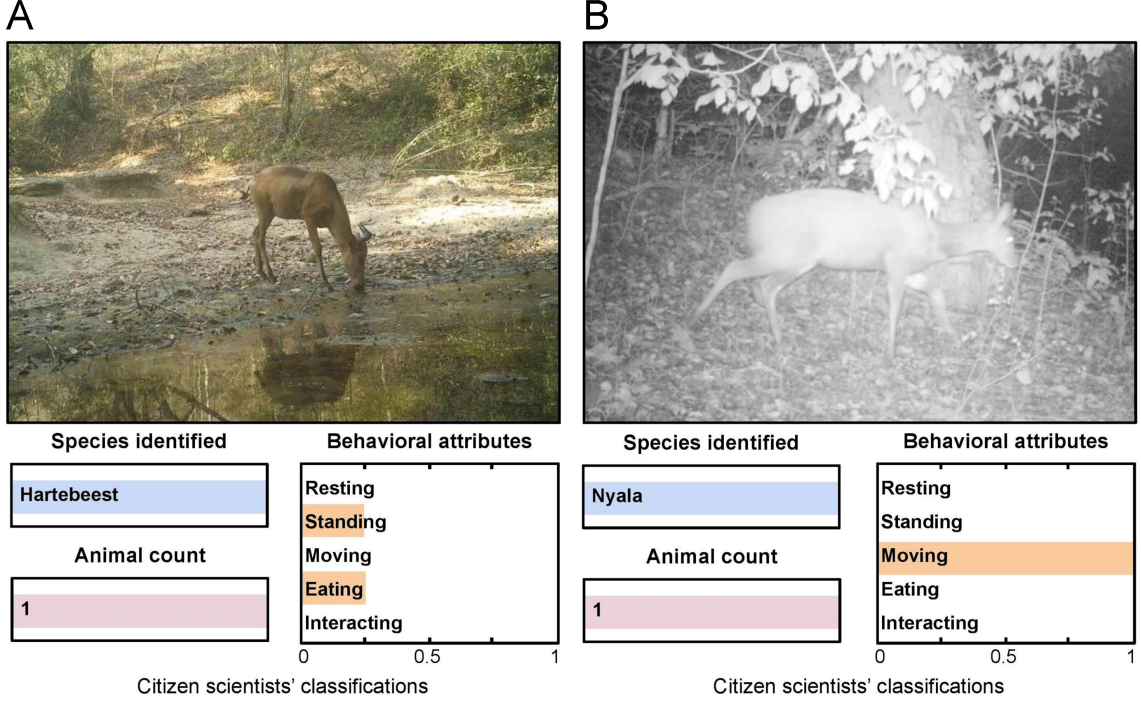 A
B
Species identified
Behavioral attributes
Hartebeest
Resting
Standing
Moving
Eating
Interacting
Animal count
1
0
0.5
1
Citizen scientists’ classifications
Species identified
Behavioral attributes
Nyala
Resting
Standing
Moving
Eating
Interacting
Animal count
1
0
0.5
1
Citizen scientists’ classifications